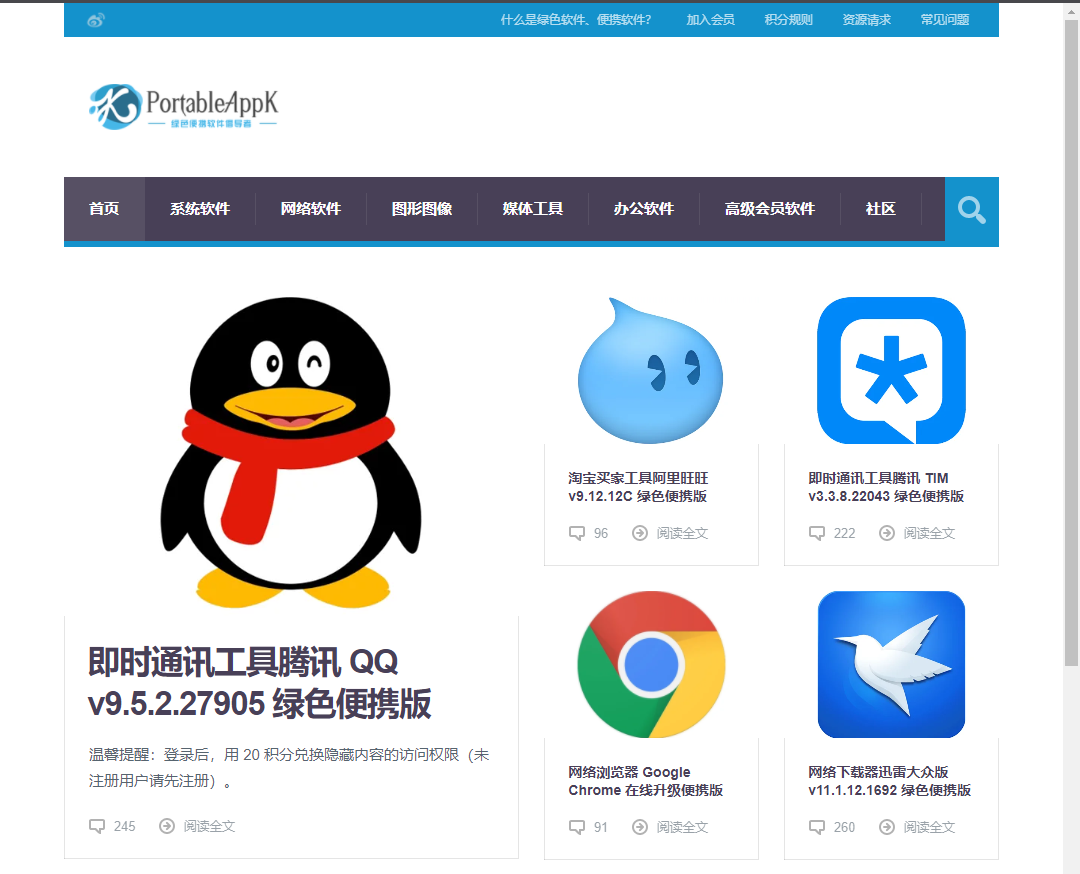 什么是绿色软件、便携软件？ 加入会员 积分规则 资源请求 常见问题
PortableAppK
绿色便携软件倡导者
首页 系统软件 网络软件 图形图像 媒体工具 办公软件 高级会员软件 社区
即时通讯工具腾讯 QQ
v9.5.2.27905 绿色便携版
温馨提醒：登录后，用 20 积分兑换隐藏内容的访问权限（未
注册用户请先注册）。
245 阅读全文
淘宝买家工具阿里旺旺
v9.12.12C 绿色便携版
96 阅读全文
即时通讯工具腾讯 TIM
v3.3.8.22043 绿色便携版
222 阅读全文
网络浏览器 Google
Chrome 在线升级便携版
91 阅读全文
网络下载器迅雷大众版
v11.1.12.1692 绿色便携版
260 阅读全文